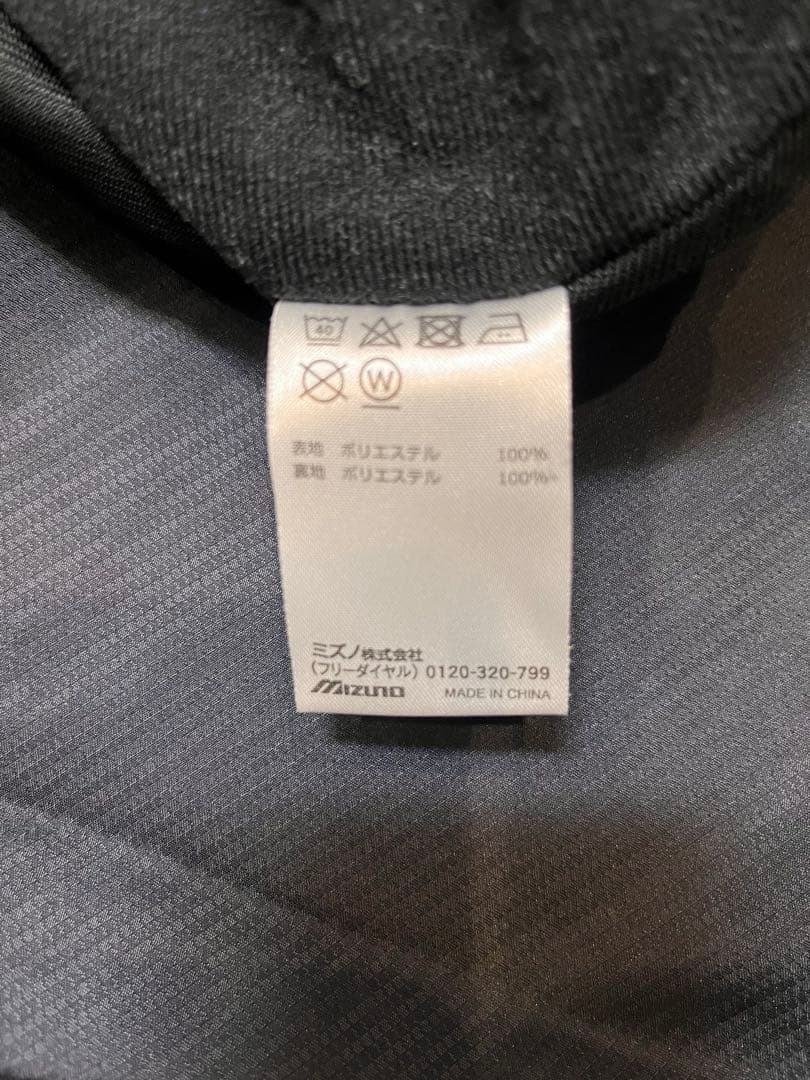 40
W
表地 ポリエステル 100%
裏地 ポリエステル 100%
ミズノ株式会社
(フリーダイヤル) 0120-320-799
MIZUNO MADE IN CHINA